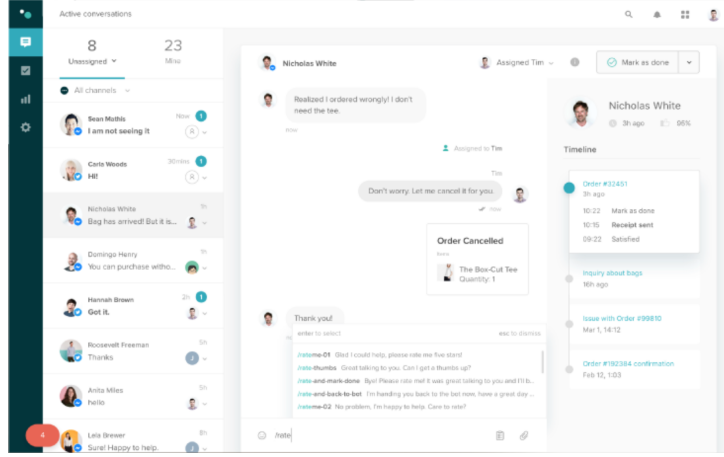 Active conversations
8
Unassigned
23
Mine
All channels
Sean Mathis
Now
1
I am not seeing it
R
Carla Woods
30mins
1
Hi!
R
Nicholas White
1h
Bag has arrived! But it is...
Domingo Henry
1h
You can purchase witho...
Hannah Brown
2h
1
Got it.
Roosevelt Freeman
5h
Thanks
J
Anita Miles
5h
hello
Lela Brewer
8h
Sure! Happy to help.
J
4
Nicholas White
Assigned Tim
Mark as done
Realized I ordered wrongly! I don't
need the tee.
Now
Assigned to Tim
Tim
Don't worry. Let me cancel it for you.
Now
Order Cancelled
Items
The Box-Cut Tee
Quantity: 1
Thank you!
enter to select
esc to dismiss
/rateme-01 Glad I could help, please rate me five stars!
/rate-thumbs Great talking to you. Can I get a thumbs up?
/rate-and-mark-done Bye! Please rate me! It was great talking to you and I'll b...
/rate-and-back-to-bot I'm handing you back to the bot now, have a great day ...
/rateme-02 No problem, I'm happy to help. Care to rate?
/rate
Nicholas White
3h ago
96%
Timeline
Order #32451
3h ago
10:22 Mark as done
10:15 Receipt sent
09:22 Satisfied
Inquiry about bags
16h ago
Issue with Order #99810
Mar 1, 14:12
Order #192384 confirmation
Feb 12, 1:03